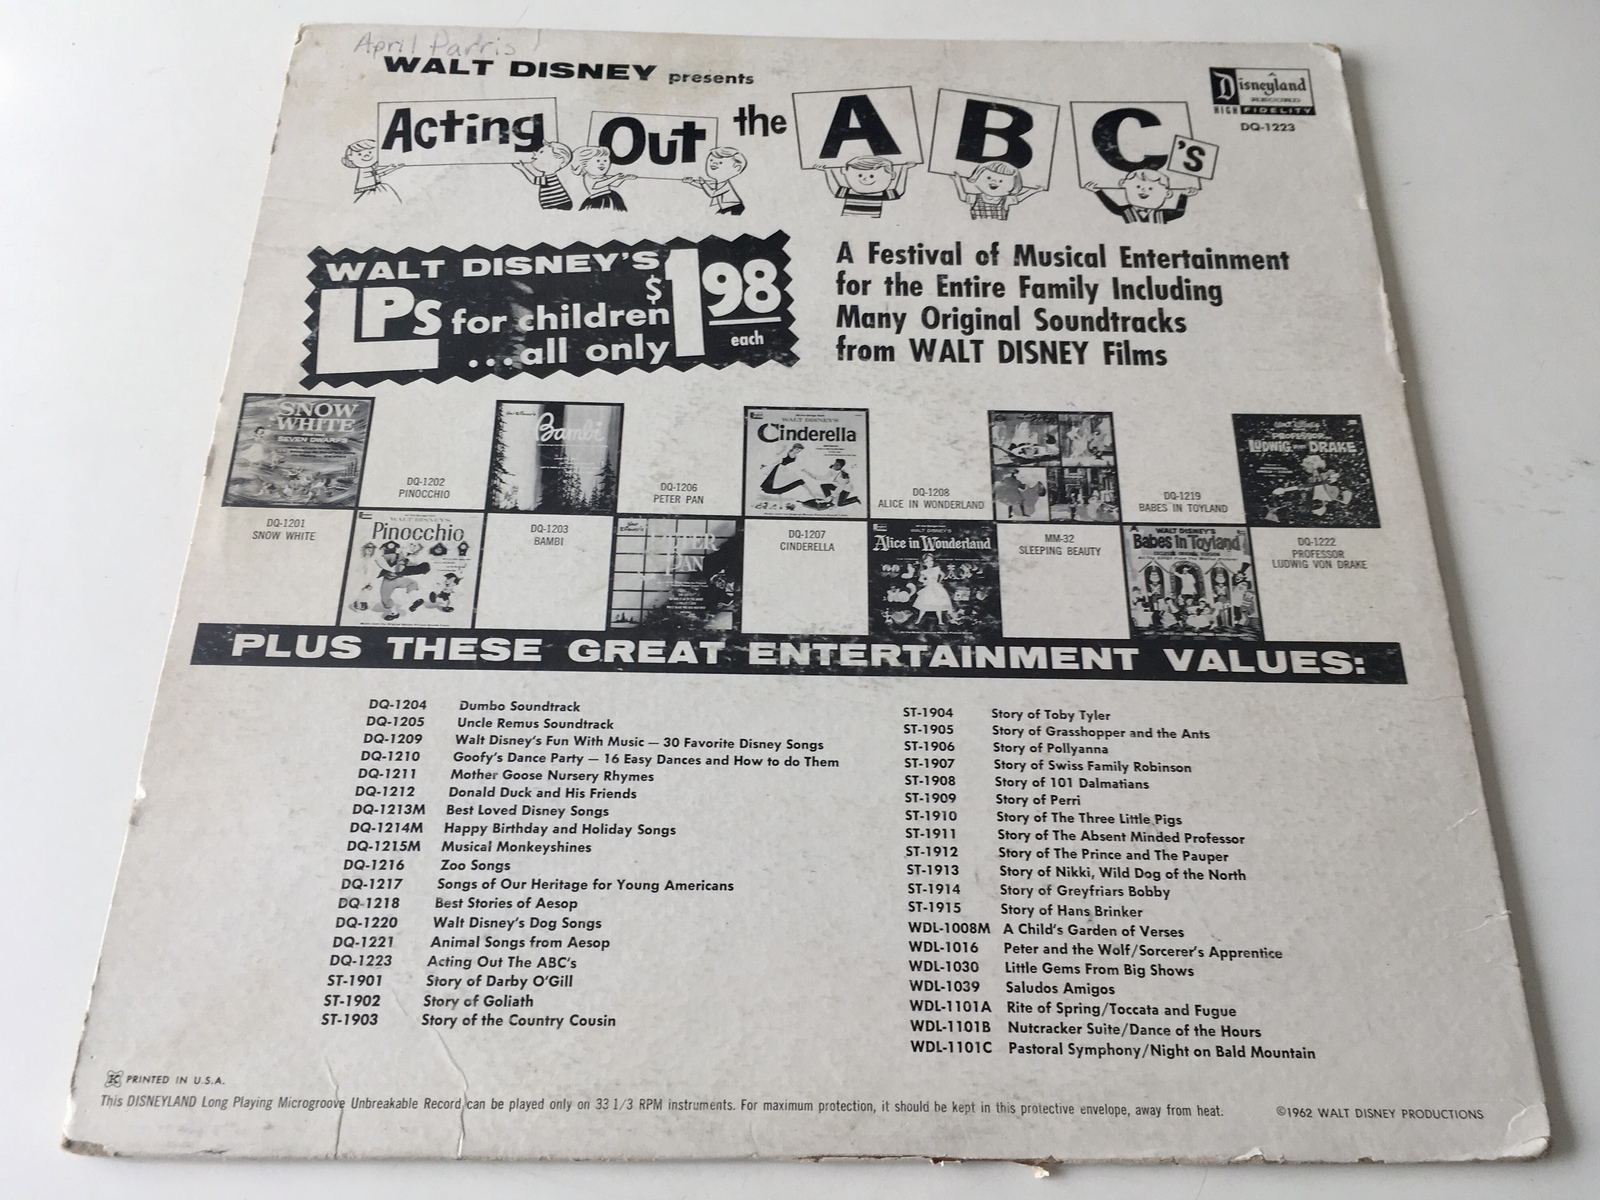 April Parris
WALT DISNEY presents
Acting Out the A B C's
Disneyland
RECORD
HIGH FIDELITY
DQ-1223
WALT DISNEY'S
LPs for children
...all only
$1 98
each
A Festival of Musical Entertainment
for the Entire Family Including
Many Original Soundtracks
from WALT DISNEY Films
SNOW
WHITE
AND THE
SEVEN DWARFS
DQ-1201
SNOW WHITE
DQ-1202
PINOCCHIO
WALT DISNEY'S
Pinocchio
Walt Disney's
Bambi
DQ-1203
BAMBI
DQ-1206
PETER PAN
Walt Disney's
PETER
PAN
WALT DISNEY'S
Cinderella
DQ-1207
CINDERELLA
DQ-1208
ALICE IN WONDERLAND
Alice in Wonderland
MM-32
SLEEPING BEAUTY
DQ-1219
BABES IN TOYLAND
WALT DISNEY'S
Babes In Toyland
Walt Disney's
PROFESSOR
LUDWIG VON DRAKE
DQ-1222
PROFESSOR
LUDWIG VON DRAKE
PLUS THESE GREAT ENTERTAINMENT VALUES:
DQ-1204 Dumbo Soundtrack
DQ-1205 Uncle Remus Soundtrack
DQ-1209 Walt Disney's Fun With Music — 30 Favorite Disney Songs
DQ-1210 Goofy's Dance Party — 16 Easy Dances and How to do Them
DQ-1211 Mother Goose Nursery Rhymes
DQ-1212 Donald Duck and His Friends
DQ-1213M Best Loved Disney Songs
DQ-1214M Happy Birthday and Holiday Songs
DQ-1215M Musical Monkeyshines
DQ-1216 Zoo Songs
DQ-1217 Songs of Our Heritage for Young Americans
DQ-1218 Best Stories of Aesop
DQ-1220 Walt Disney's Dog Songs
DQ-1221 Animal Songs from Aesop
DQ-1223 Acting Out The ABC's
ST-1901 Story of Darby O'Gill
ST-1902 Story of Goliath
ST-1903 Story of the Country Cousin
ST-1904 Story of Toby Tyler
ST-1905 Story of Grasshopper and the Ants
ST-1906 Story of Pollyanna
ST-1907 Story of Swiss Family Robinson
ST-1908 Story of 101 Dalmatians
ST-1909 Story of Perri
ST-1910 Story of The Three Little Pigs
ST-1911 Story of The Absent Minded Professor
ST-1912 Story of The Prince and The Pauper
ST-1913 Story of Nikki, Wild Dog of the North
ST-1914 Story of Greyfriars Bobby
ST-1915 Story of Hans Brinker
WDL-1008M A Child's Garden of Verses
WDL-1016 Peter and the Wolf/Sorcerer's Apprentice
WDL-1030 Little Gems From Big Shows
WDL-1039 Saludos Amigos
WDL-1101A Rite of Spring/Toccata and Fugue
WDL-1101B Nutcracker Suite/Dance of the Hours
WDL-1101C Pastoral Symphony/Night on Bald Mountain
K PRINTED IN U.S.A.
This DISNEYLAND Long Playing Microgroove Unbreakable Record can be played only on 33 1/3 RPM instruments. For maximum protection, it should be kept in this protective envelope, away from heat.
©1962 WALT DISNEY PRODUCTIONS